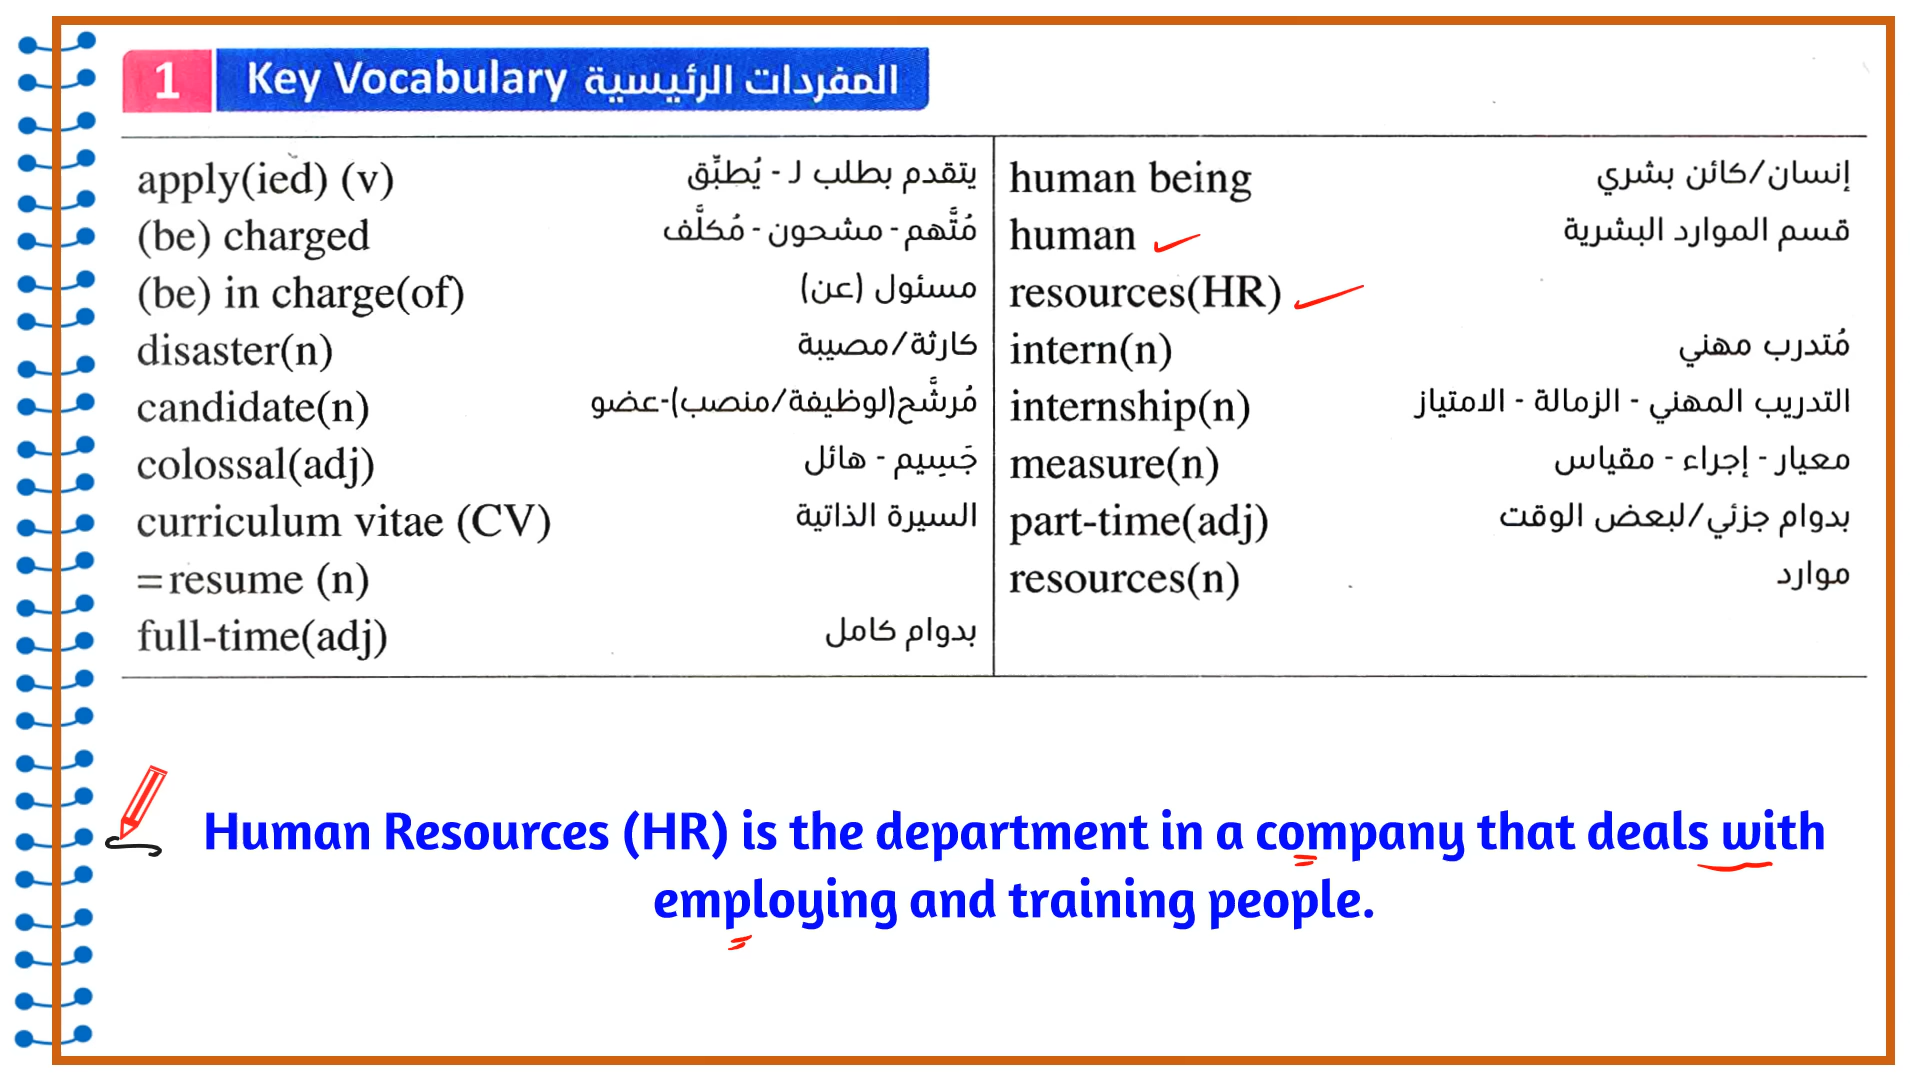 1 Key Vocabulary المفردات الرئيسية
apply(ied) (v) يتقدم بطلب لـ - يُطبِّق
(be) charged مُتَّهم - مشحون - مُكلَّف
(be) in charge(of) مسئول (عن)
disaster(n) كارثة/مصيبة
candidate(n) مُرشَّح(لوظيفة/منصب)-عضو
colossal(adj) جَسِيم - هائل
curriculum vitae (CV) السيرة الذاتية
=resume (n)
full-time(adj) بدوام كامل
human being إنسان/كائن بشري
human قسم الموارد البشرية
resources(HR)
intern(n) مُتدرب مهني
internship(n) التدريب المهني - الزمالة - الامتياز
measure(n) معيار - إجراء - مقياس
part-time(adj) بدوام جزئي/لبعض الوقت
resources(n) موارد
Human Resources (HR) is the department in a company that deals with
employing and training people.